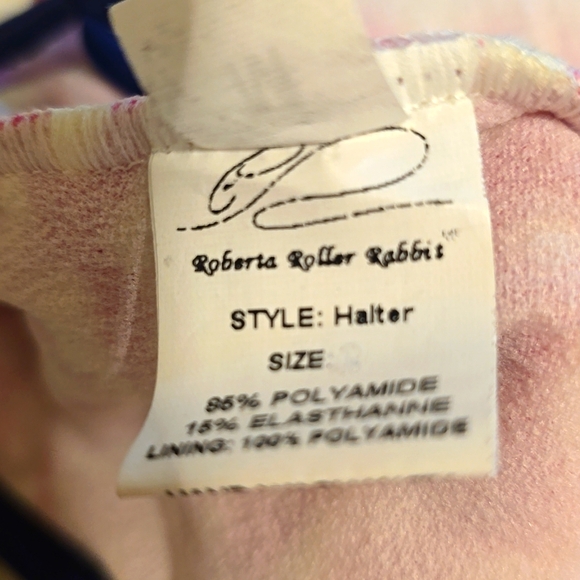 Roberta Roller Rabbit
STYLE: Halter
SIZE:
85% POLYAMIDE
15% ELASTHANNE
LINING: 100% POLYAMIDE